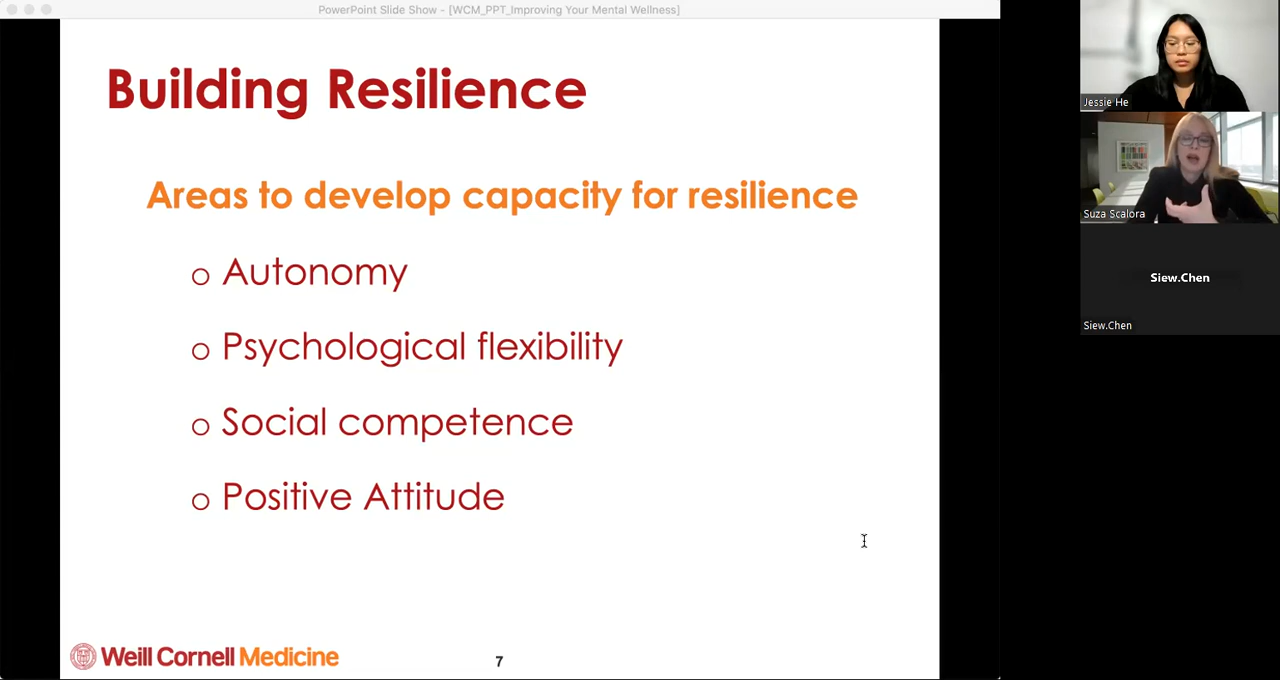 PowerPoint Slide Show - [WCM_PPT_Improving Your Mental Wellness]
Building Resilience
Areas to develop capacity for resilience
o Autonomy
o Psychological flexibility
o Social competence
o Positive Attitude
Weill Cornell Medicine
7
Jessie He
Suza Scalora
Siew.Chen
Siew.Chen